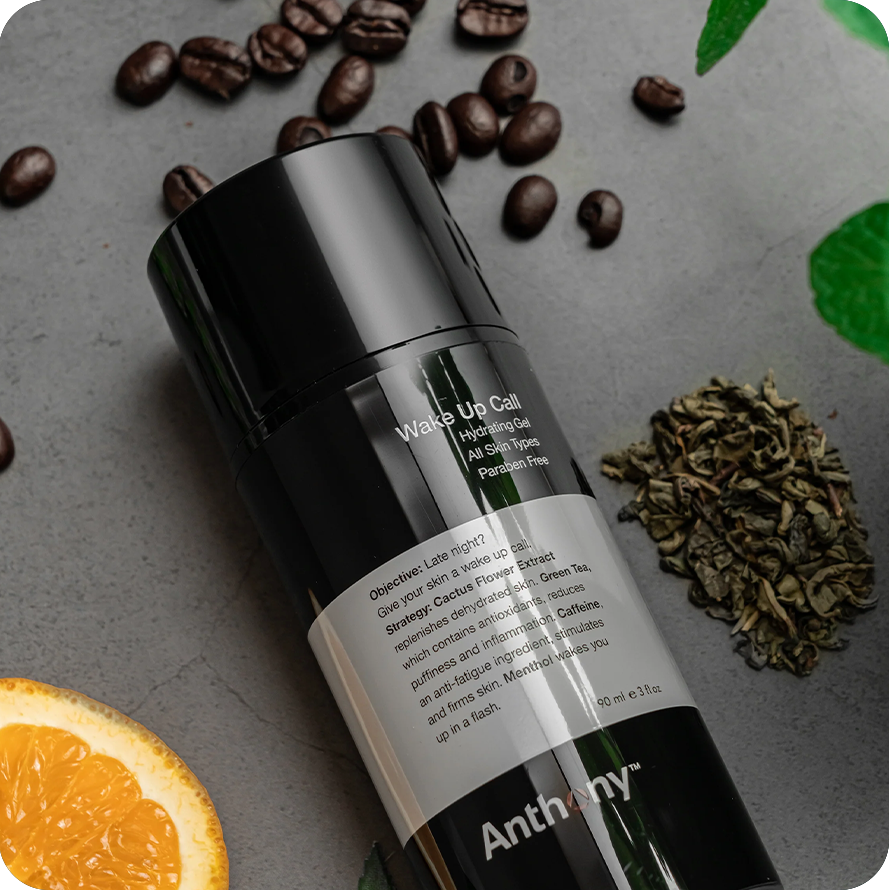 Wake Up Call
Hydrating Gel
All Skin Types
Paraben Free
Objective: Late night?
Give your skin a wake up call.
Strategy: Cactus Flower Extract
replenishes dehydrated skin. Green Tea,
which contains antioxidants, reduces
puffiness and inflammation. Caffeine,
an anti-fatigue ingredient, stimulates
and firms skin. Menthol wakes you
up in a flash.
90 ml e 3 fl oz
Anthony™